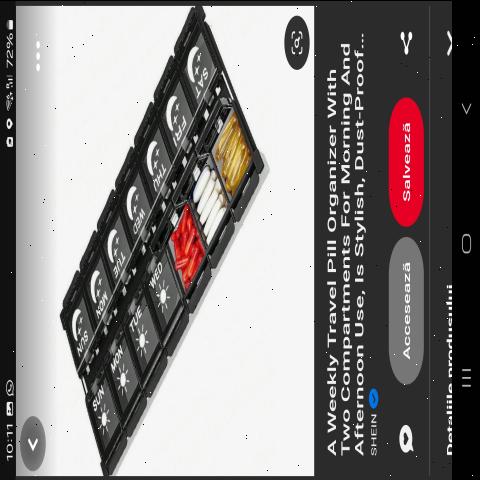 10:11
72%
SAT
FRI
THU
WED
TUE
MON
SUN
WED
TUE
MON
SUN
A Weekly Travel Pill Organizer With
Two Compartments For Morning And
Afternoon Use, Is Stylish, Dust-Proof...
SHEIN
Accesează
Salvează
Detaliile produsului